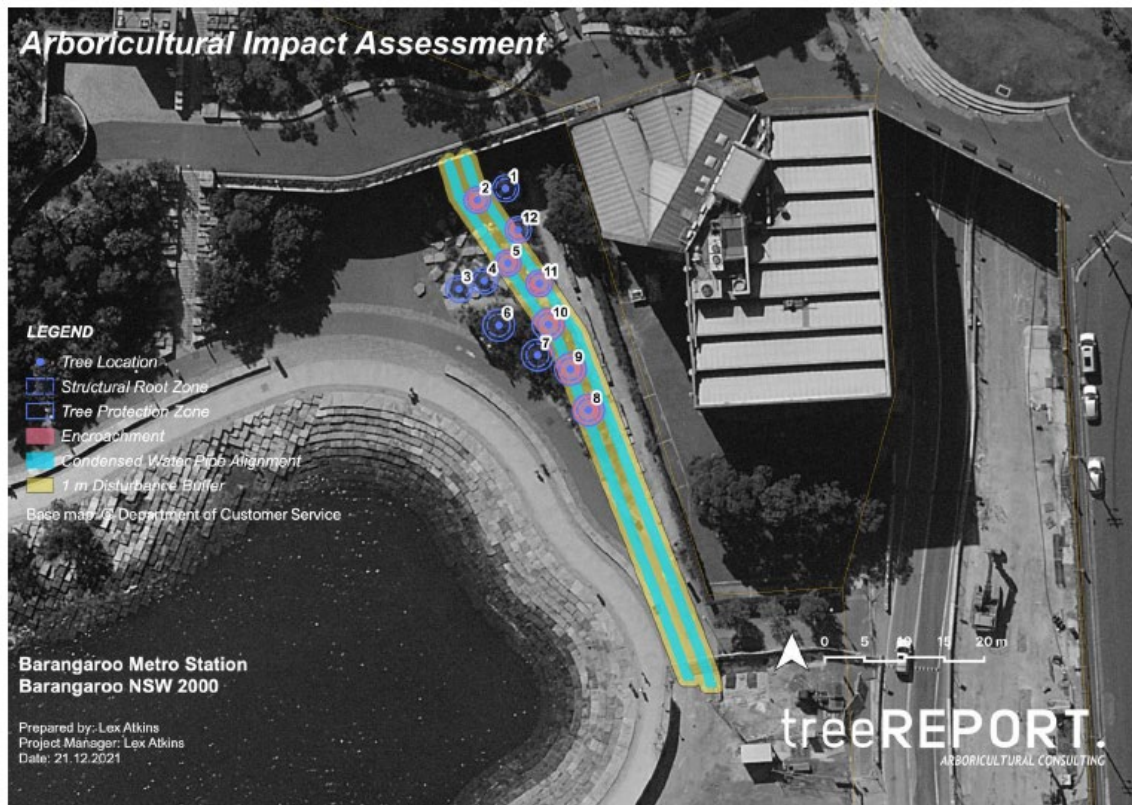 Arboricultural Impact Assessment
1
2
12
5
11
3
4
10
6
7
9
8
LEGEND
Tree Location
Structural Root Zone
Tree Protection Zone
Encroachment
Condensed Water Pipe Alignment
1 m Disturbance Buffer
Base map: © Department of Customer Service
0 5 10 15 20 m
Barangaroo Metro Station
Barangaroo NSW 2000
Prepared by: Lex Atkins
Project Manager: Lex Atkins
Date: 21.12.2021
treeREPORT.
ARBORICULTURAL CONSULTING